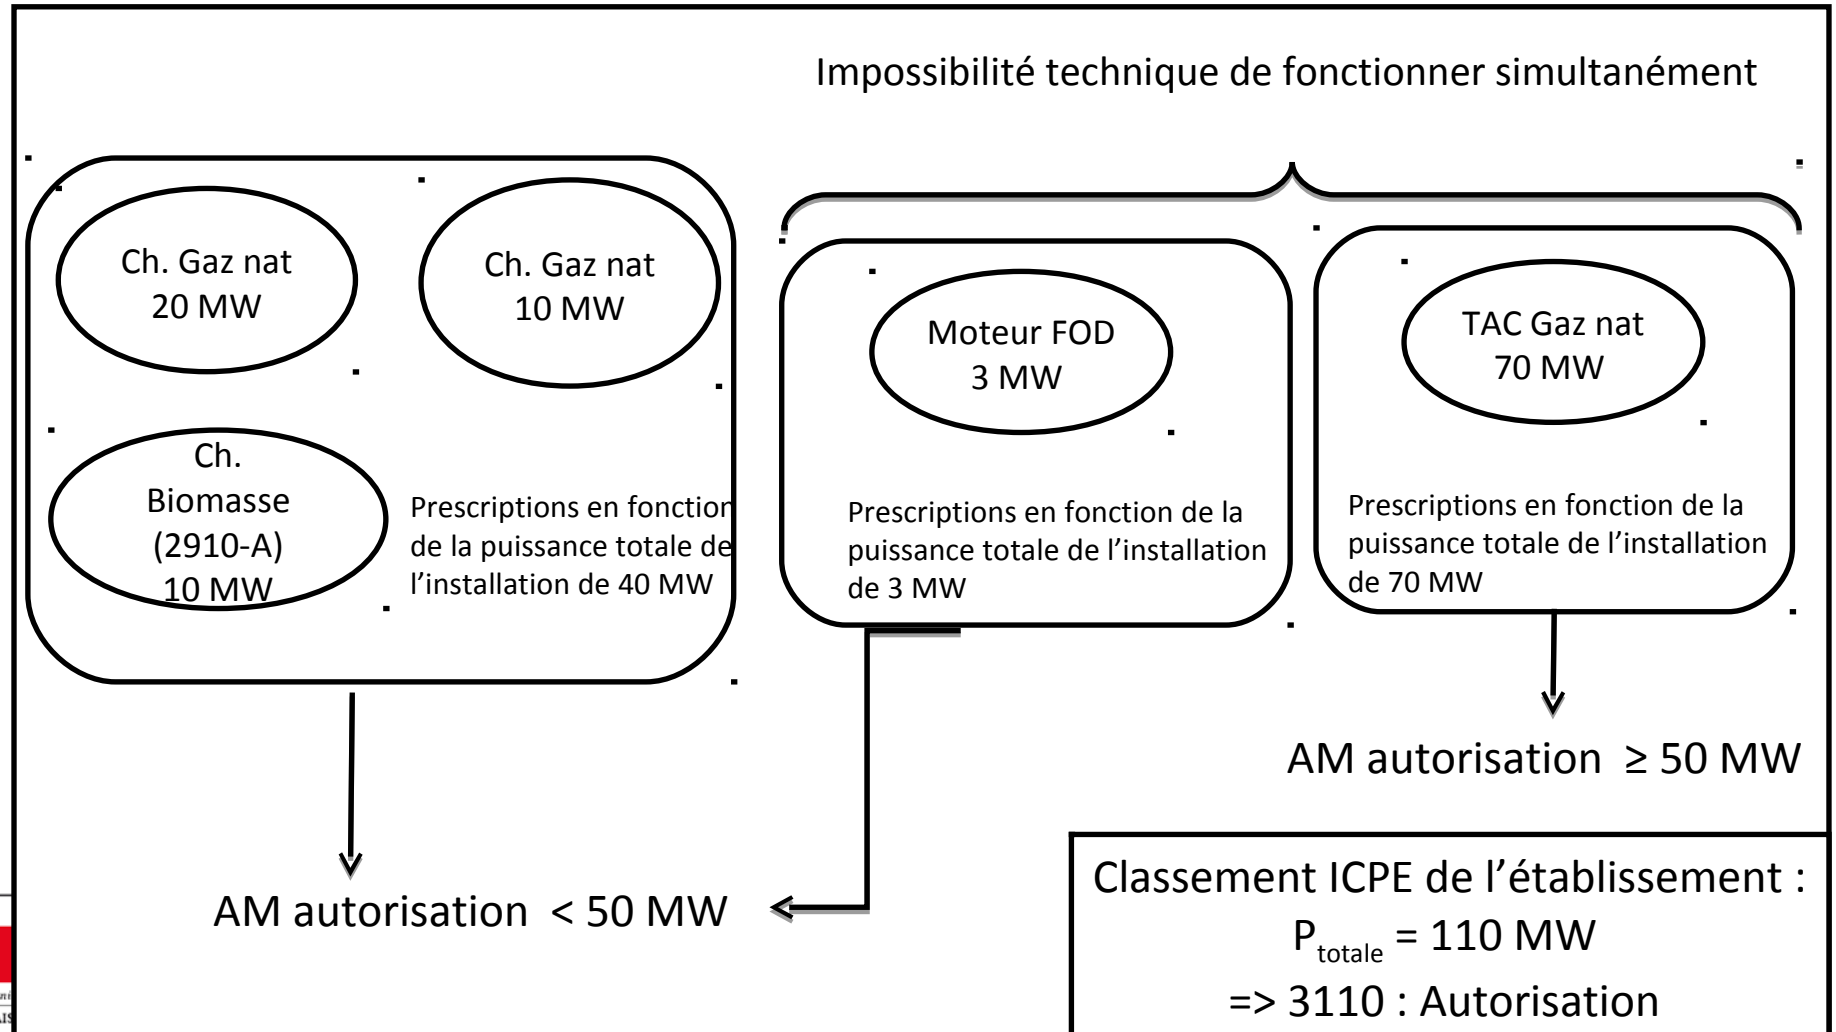 Impossibilité technique de fonctionner simultanément
Ch. Gaz nat
20 MW
Ch. Gaz nat
10 MW
Ch.
Biomasse
(2910-A)
10 MW
Prescriptions en fonction
de la puissance totale de
l’installation de 40 MW
Moteur FOD
3 MW
Prescriptions en fonction de la
puissance totale de l’installation
de 3 MW
TAC Gaz nat
70 MW
Prescriptions en fonction de la
puissance totale de l’installation
de 70 MW
AM autorisation ≥ 50 MW
AM autorisation < 50 MW
Classement ICPE de l’établissement :
Ptotale = 110 MW
=> 3110 : Autorisation